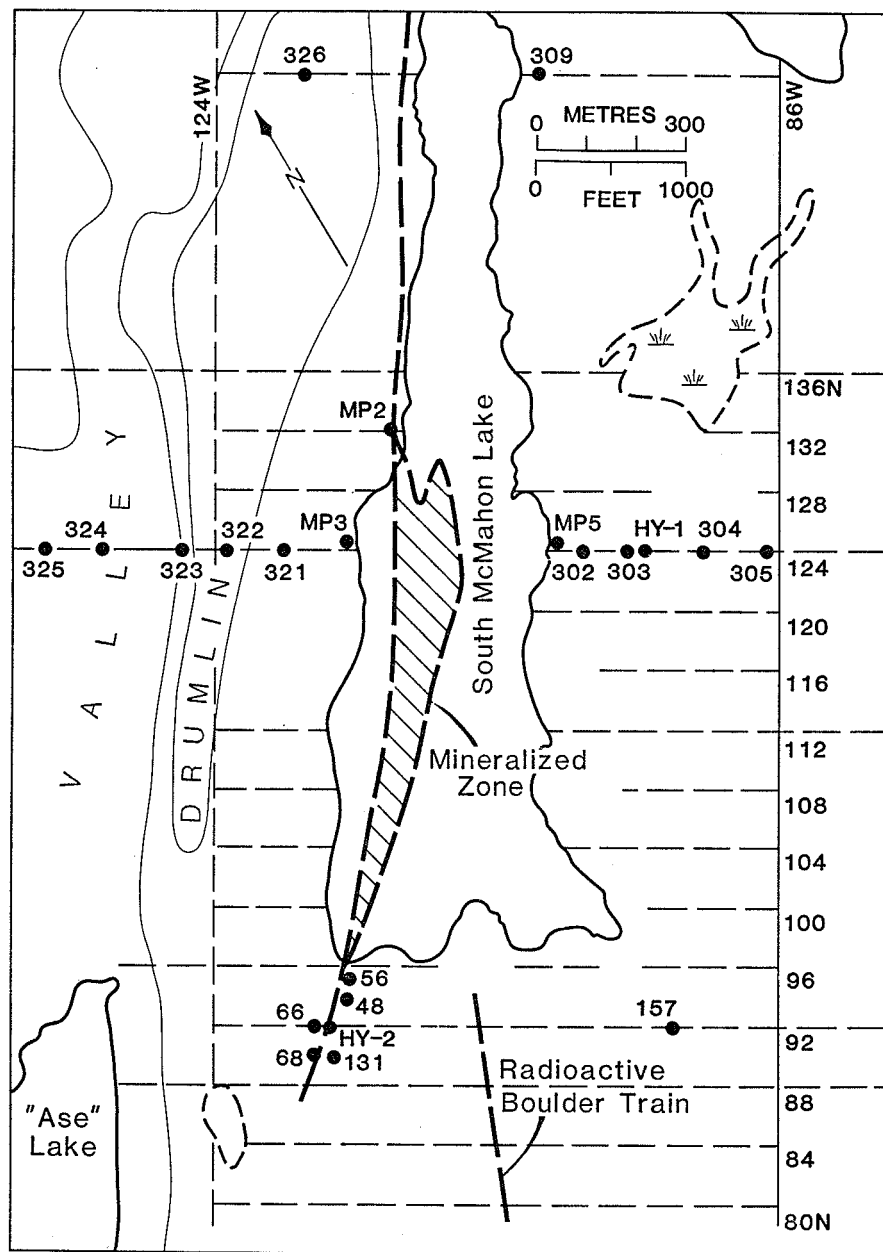 326
309
124W
86W
0 METRES 300
0 FEET 1000
N
136N
MP2
132
South McMahon Lake
128
VALLEY
324
322
MP3
MP5
HY-1
304
325
323
321
302
303
305
124
DRUMLIN
120
116
112
Mineralized
Zone
108
104
100
96
56
48
66
157
HY-2
92
68
131
Radioactive
Boulder Train
88
"Ase"
Lake
84
80N